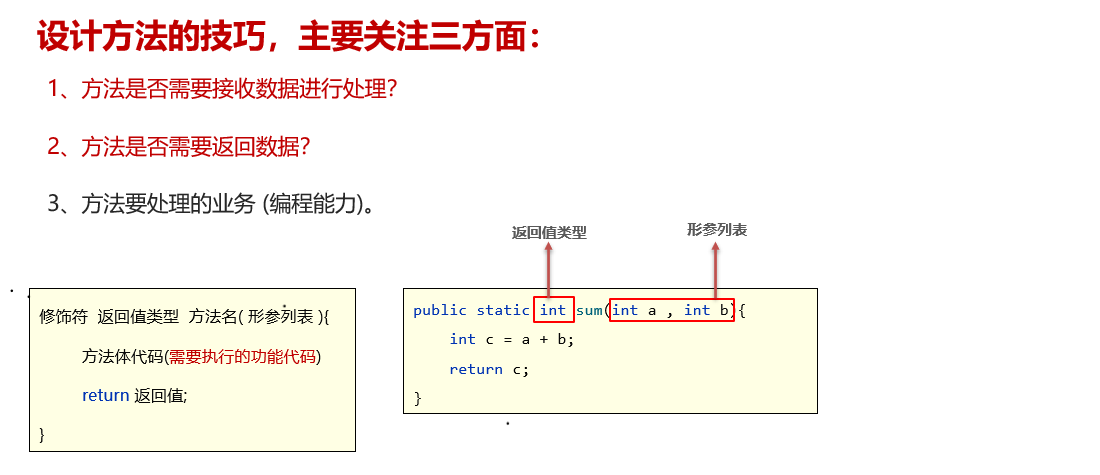 设计方法的技巧，主要关注三方面：
1、方法是否需要接收数据进行处理？
2、方法是否需要返回数据？
3、方法要处理的业务 (编程能力)。
返回值类型
形参列表
修饰符 返回值类型 方法名( 形参列表 ){
方法体代码(需要执行的功能代码)
return 返回值;
}
public static int sum(int a , int b){
int c = a + b;
return c;
}